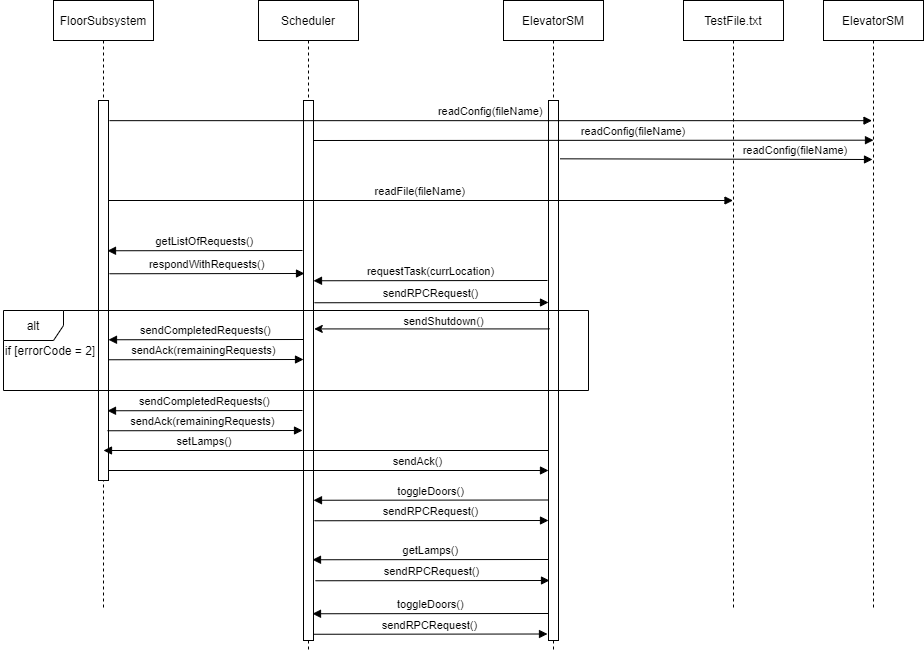 FloorSubsystem
Scheduler
ElevatorSM
TestFile.txt
ElevatorSM
readConfig(fileName)
readConfig(fileName)
readConfig(fileName)
readFile(fileName)
getListOfRequests()
respondWithRequests()
requestTask(currLocation)
sendRPCRequest()
alt
sendShutdown()
sendCompletedRequests()
if [errorCode = 2]
sendAck(remainingRequests)
sendCompletedRequests()
sendAck(remainingRequests)
setLamps()
sendAck()
toggleDoors()
sendRPCRequest()
getLamps()
sendRPCRequest()
toggleDoors()
sendRPCRequest()